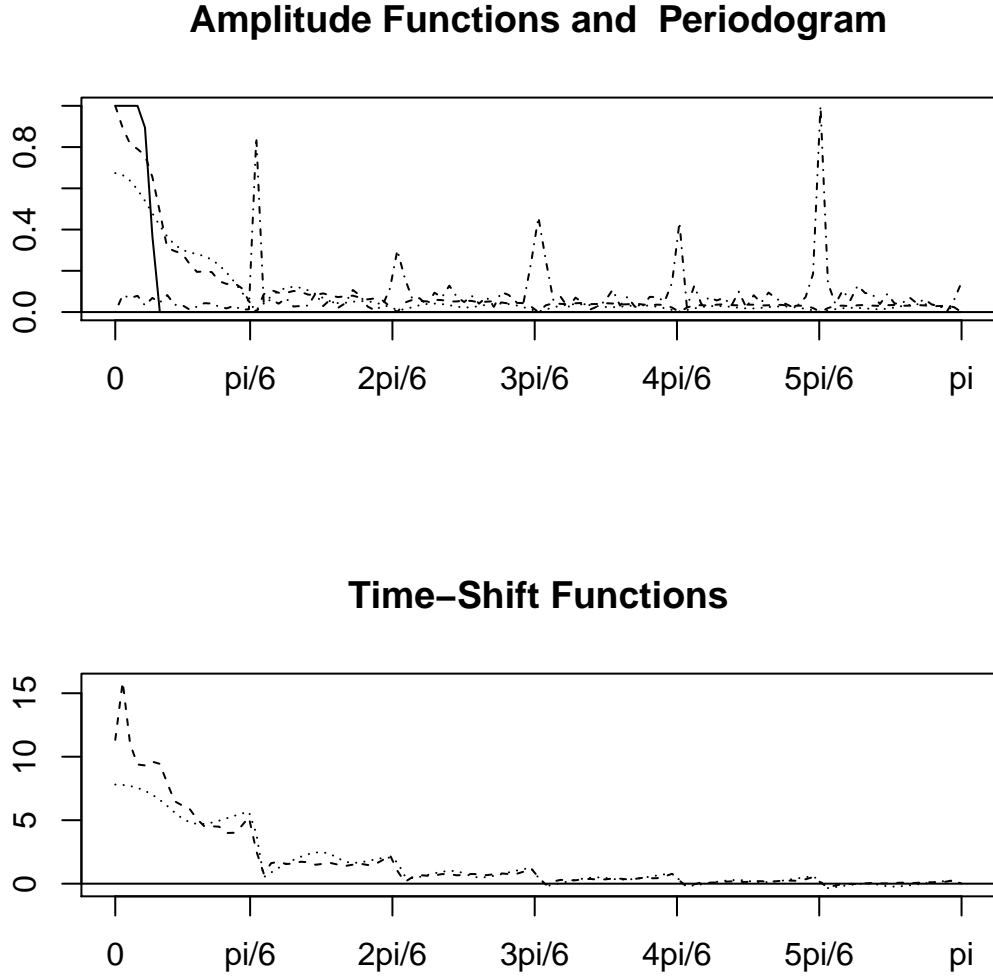 Amplitude Functions and  Periodogram
0.8
0.4
0.0
0 pi/6 2pi/6 3pi/6 4pi/6 5pi/6 pi
Time−Shift Functions
15
10
5
0
0 pi/6 2pi/6 3pi/6 4pi/6 5pi/6 pi